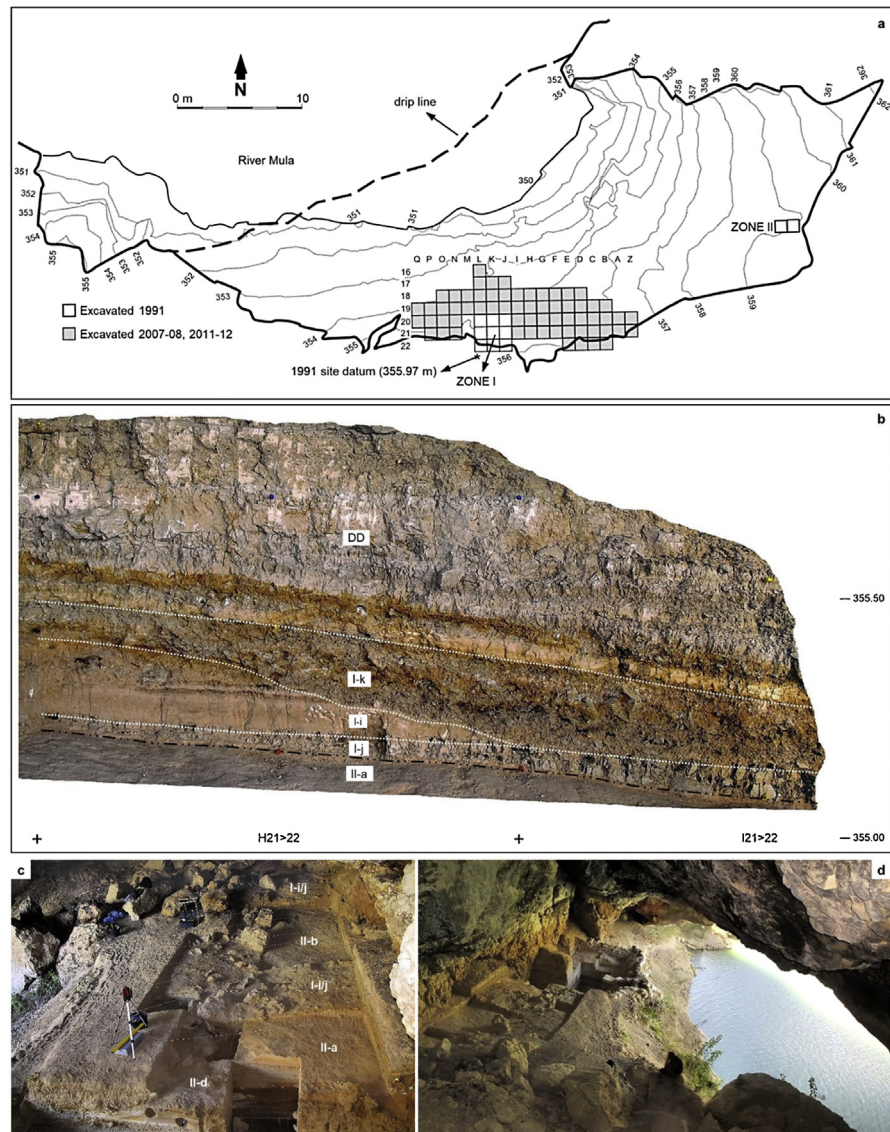 a
N
0 m 10
drip line
River Mula
353
352
351
354
355
356
357
358
359
360
361
362
362
361
360
350
351
351
351
352
353
354
355
355
354
353
352
352
353
354
355
ZONE II
Q P O N M L K J I H G F E D C B A Z
16
17
18
19
20
21
22
357
358
359
356
Excavated 1991
Excavated 2007-08, 2011-12
1991 site datum (355.97 m)
*
ZONE I
b
DD
— 355.50
I-k
I-i
I-j
II-a
+ H21>22 + I21>22 — 355.00
c
I-i/j
II-b
I-i/j
II-a
II-d
d